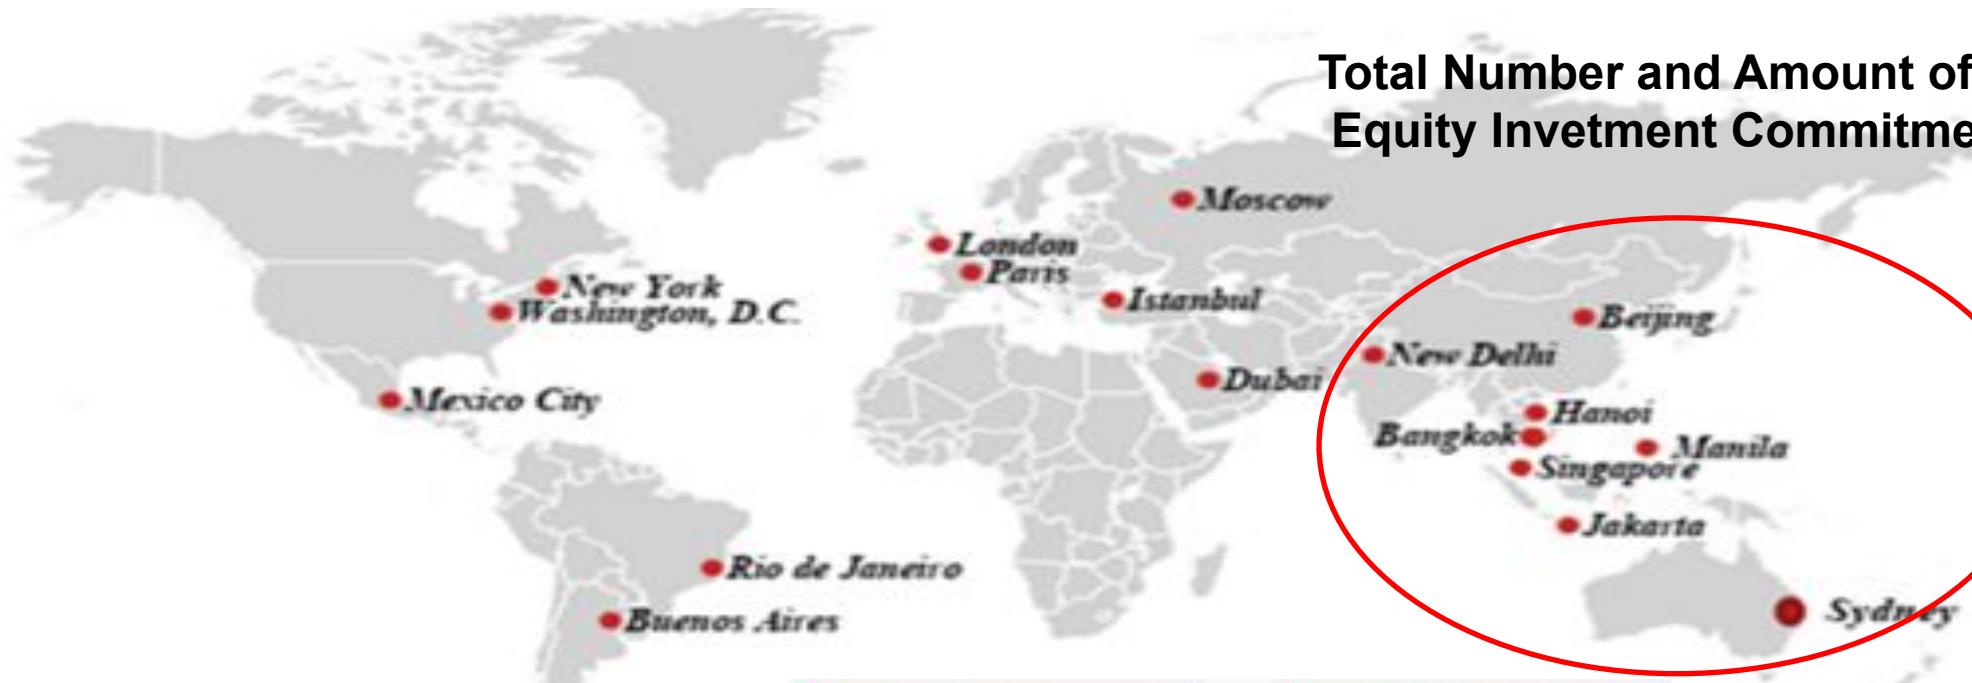 Total Number and Amount of
Equity Invetment Commitme
Moscow
London
Paris
New York
Istanbul
Washington, D.C.
Beijing
New Delhi
Dubai
Mexico City
Hanoi
Bangkok
Manila
Singapore
Jakarta
Rio de Janeiro
Sydney
Buenos Aires